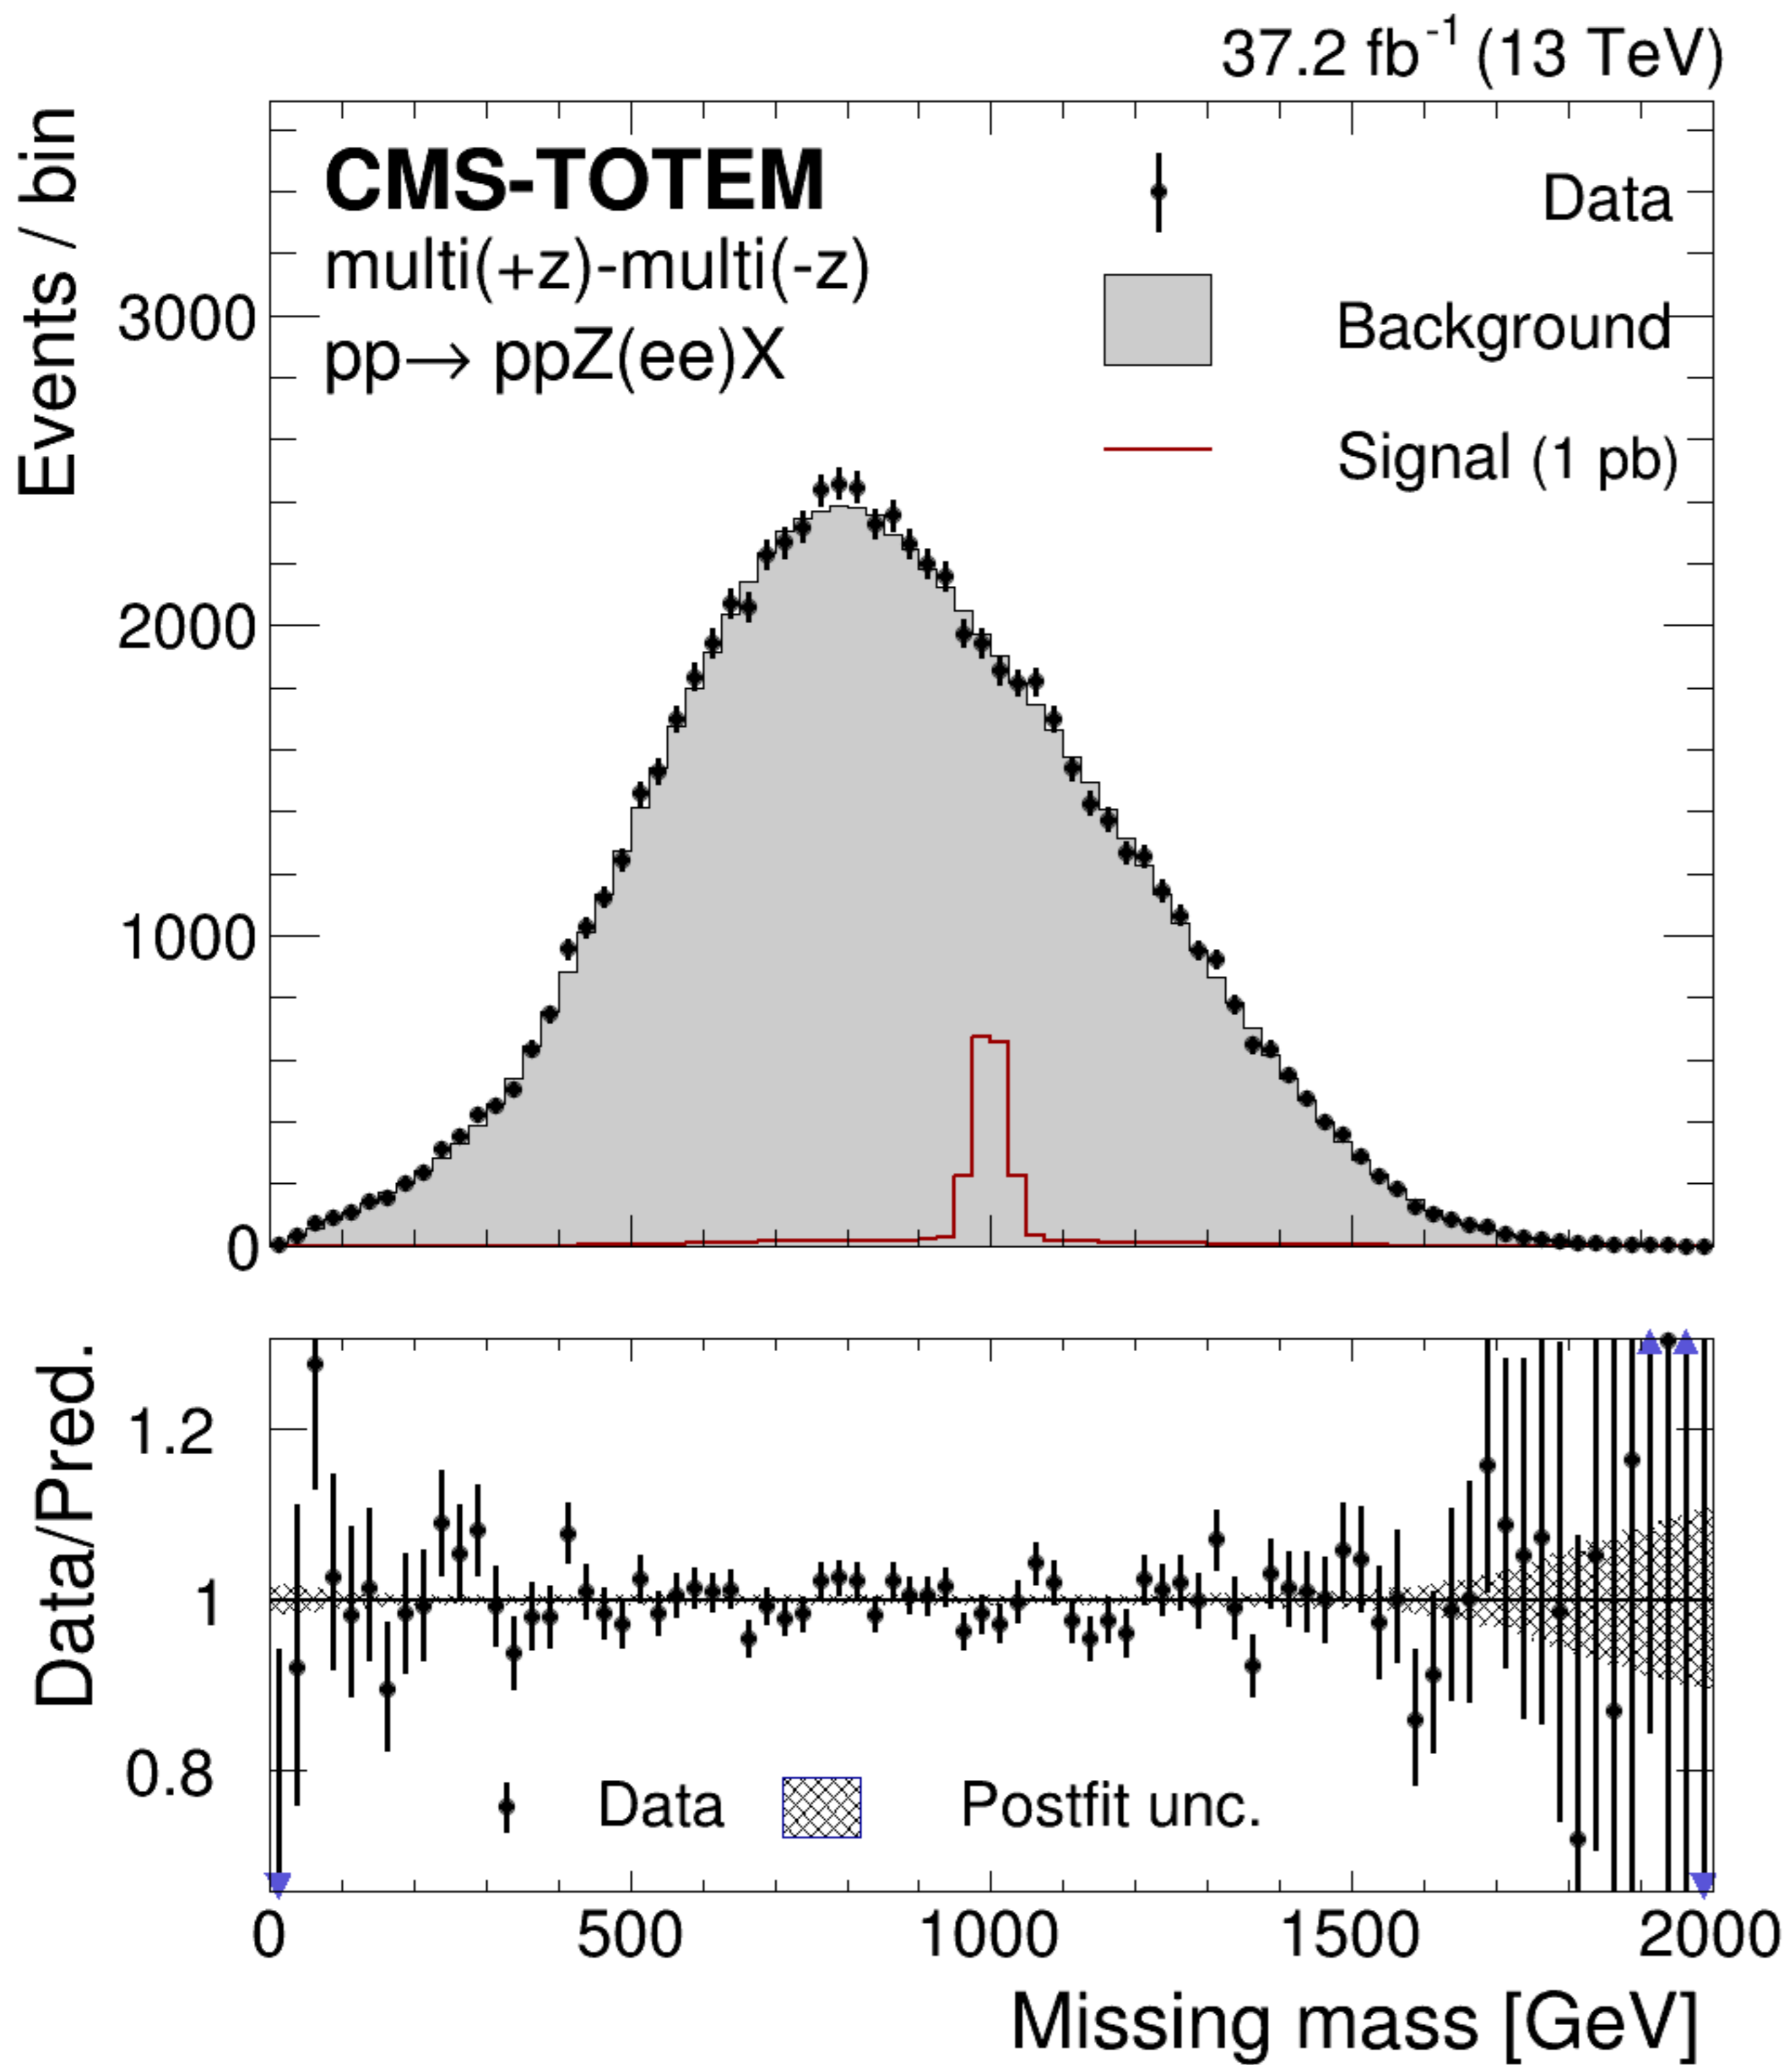 37.2 fb⁻¹ (13 TeV)
Events / bin
CMS-TOTEM
multi(+z)-multi(-z)
pp→ ppZ(ee)X
Data
Background
Signal (1 pb)
3000
2000
1000
0
Data/Pred.
1.2
1
0.8
Data
Postfit unc.
0 500 1000 1500 2000
Missing mass [GeV]